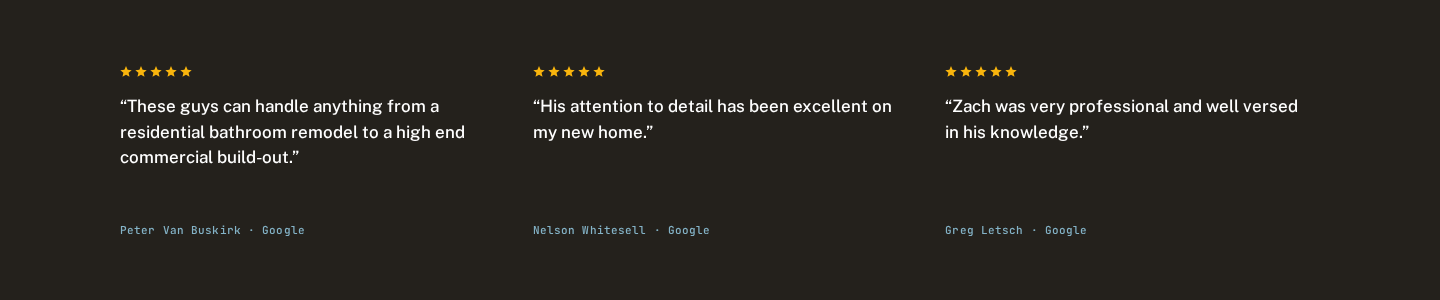 ★★★★★
“These guys can handle anything from a
residential bathroom remodel to a high end
commercial build-out.”
Peter Van Buskirk · Google
★★★★★
“His attention to detail has been excellent on
my new home.”
Nelson Whitesell · Google
★★★★★
“Zach was very professional and well versed
in his knowledge.”
Greg Letsch · Google